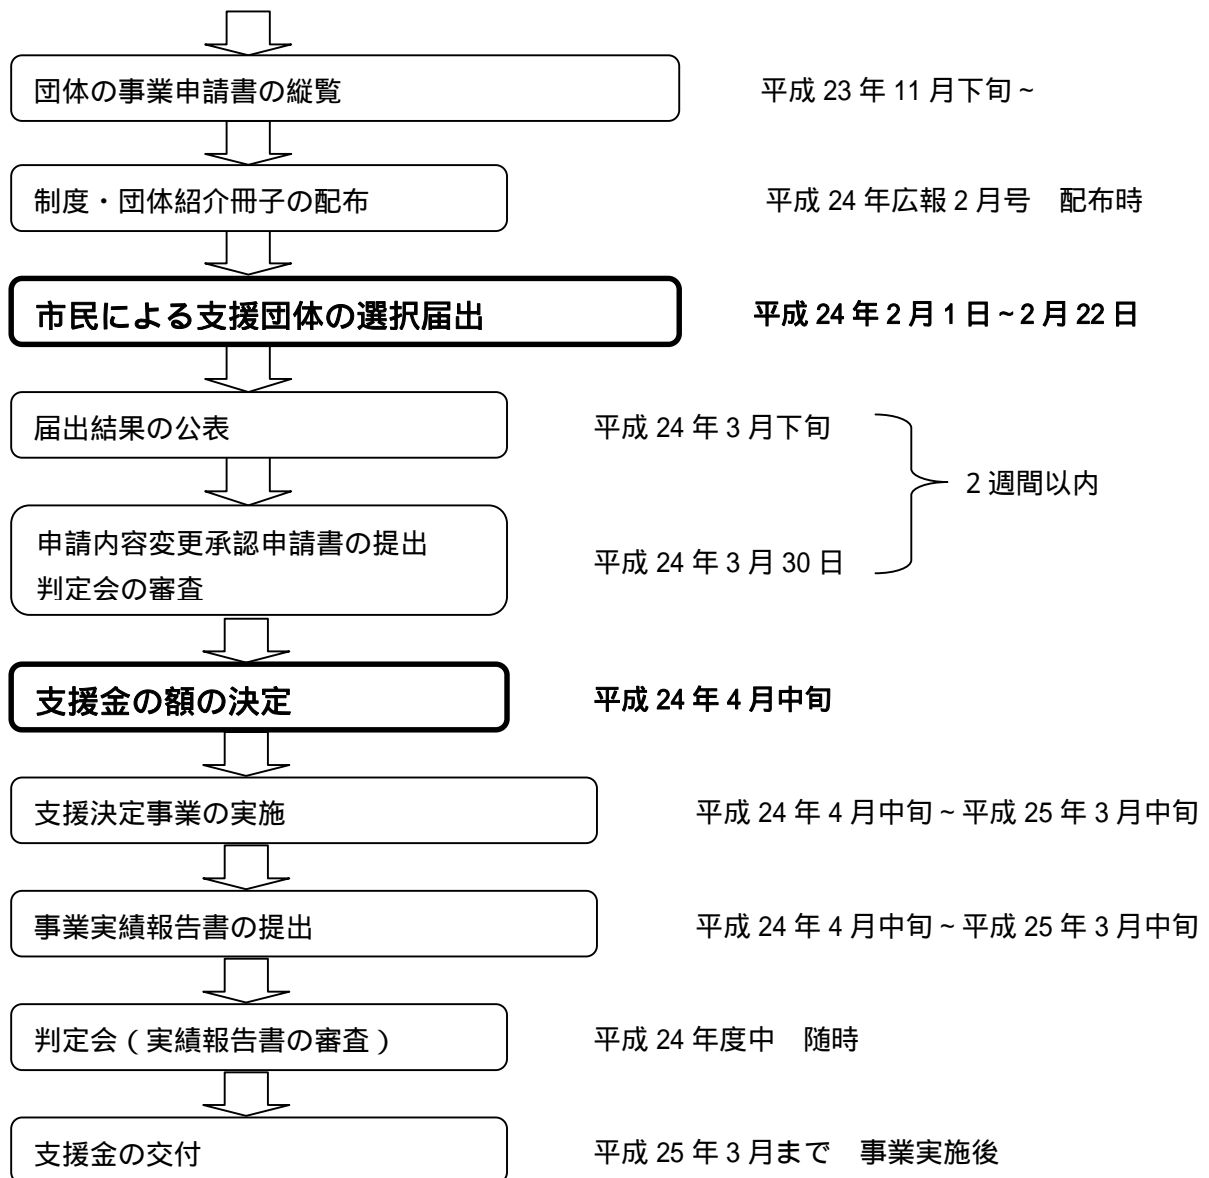 団体の事業申請書の縦覧 平成 23 年 11 月下旬 ~
制度・団体紹介冊子の配布 平成 24 年広報 2 月号 配布時
市民による支援団体の選択届出 平成 24 年 2 月 1 日 ~ 2 月 22 日
届出結果の公表 平成 24 年 3 月下旬
2 週間以内
申請内容変更承認申請書の提出
判定会の審査
平成 24 年 3 月 30 日
支援金の額の決定 平成 24 年 4 月中旬
支援決定事業の実施 平成 24 年 4 月中旬 ~ 平成 25 年 3 月中旬
事業実績報告書の提出 平成 24 年 4 月中旬 ~ 平成 25 年 3 月中旬
判定会(実績報告書の審査) 平成 24 年度中 随時
支援金の交付 平成 25 年 3 月まで 事業実施後